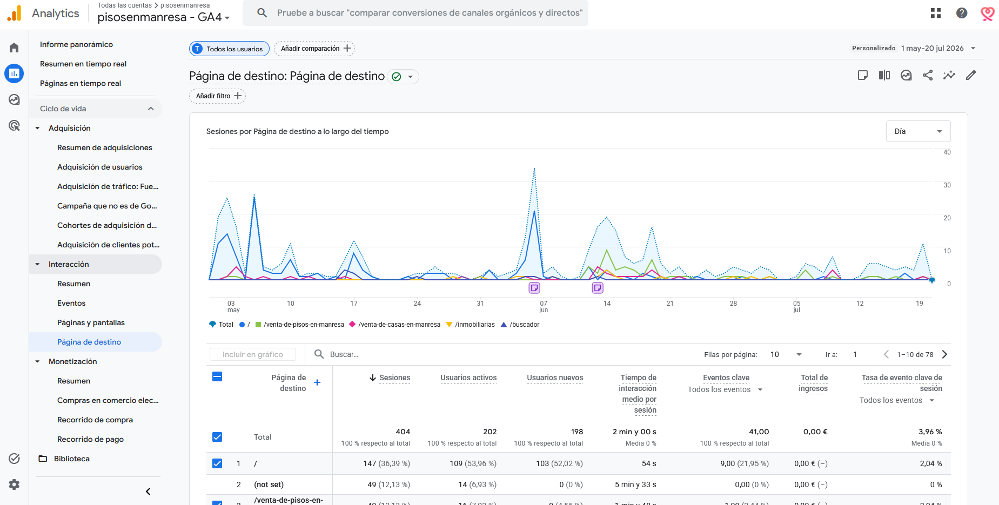 Analytics
Todas las cuentas > pisosenmanresa
pisosenmanresa - GA4
Pruebe a buscar "comparar conversiones de canales orgánicos y directos"
Informe panorámico
Resumen en tiempo real
Páginas en tiempo real
Ciclo de vida
Adquisición
Resumen de adquisiciones
Adquisición de usuarios
Adquisición de tráfico: Fue...
Campaña que no es de Go...
Cohortes de adquisición d...
Adquisición de clientes pot...
Interacción
Resumen
Eventos
Páginas y pantallas
Página de destino
Monetización
Resumen
Compras en comercio elec...
Recorrido de compra
Recorrido de pago
Biblioteca
T Todos los usuarios
Añadir comparación
Personalizado 1 may-20 jul 2026
Página de destino: Página de destino
Añadir filtro
Sesiones por Página de destino a lo largo del tiempo
Día
40
30
20
10
0
03 10 17 24 31 07 14 21 28 05 12 19
may jun jul
Total / /venta-de-pisos-en-manresa /venta-de-casas-en-manresa /inmobiliarias /buscador
Incluir en gráfico
Buscar...
Filas por página: 10
Ir a: 1
1–10 de 78
Página de
destino
Sesiones
Usuarios activos
Usuarios nuevos
Tiempo de
interacción
medio por
sesión
Eventos clave
Todos los eventos
Total de
ingresos
Tasa de evento clave de
sesión
Todos los eventos
Total 404 202 198 2 min y 00 s 41,00 0,00 € 3,96 %
100 % respecto al total 100 % respecto al total 100 % respecto al total Media 0 % 100 % respecto al total Media 0 %
1 / 147 (36,39 %) 109 (53,96 %) 103 (52,02 %) 54 s 9,00 (21,95 %) 0,00 € (–) 2,04 %
2 (not set) 49 (12,13 %) 14 (6,93 %) 0 (0 %) 5 min y 33 s 0,00 (0 %) 0,00 € (–) 0 %
/venta-de-pisos-en-